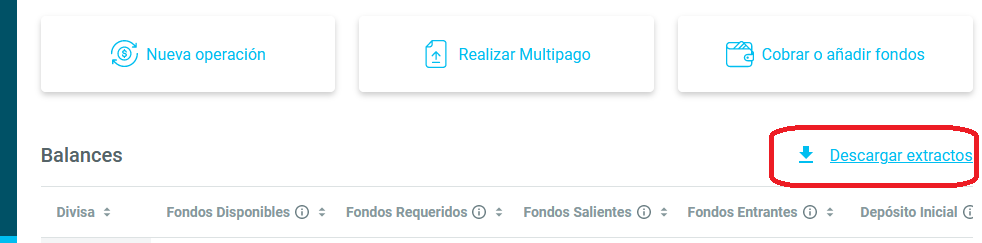 Nueva operación
Realizar Multipago
Cobrar o añadir fondos
Balances
Descargar extractos
Divisa Fondos Disponibles Fondos Requeridos Fondos Salientes Fondos Entrantes Depósito Inicial